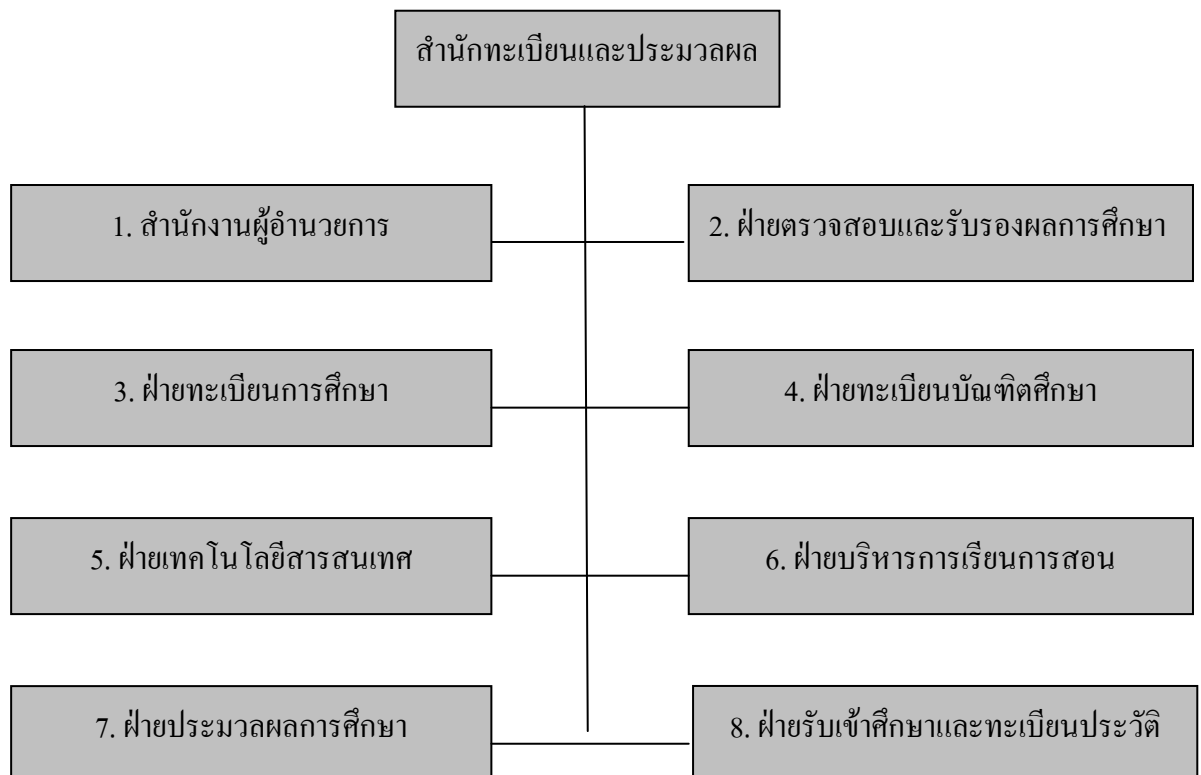 สำนักทะเบียนและประมวลผล
1. สำนักงานผู้อำนวยการ
2. ฝ่ายตรวจสอบและรับรองผลการศึกษา
3. ฝ่ายทะเบียนการศึกษา
4. ฝ่ายทะเบียนบัณฑิตศึกษา
5. ฝ่ายเทคโนโลยีสารสนเทศ
6. ฝ่ายบริหารการเรียนการสอน
7. ฝ่ายประมวลผลการศึกษา
8. ฝ่ายรับเข้าศึกษาและทะเบียนประวัติ